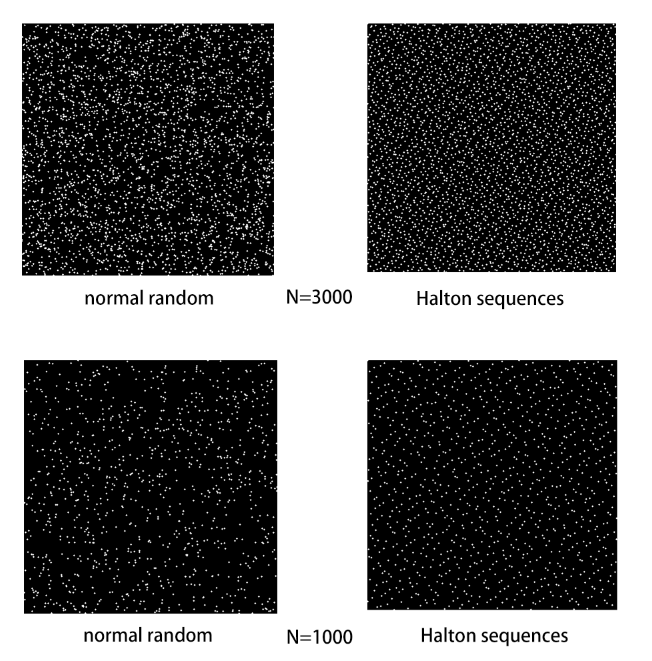 normal random N=3000 Halton sequences
normal random N=1000 Halton sequences